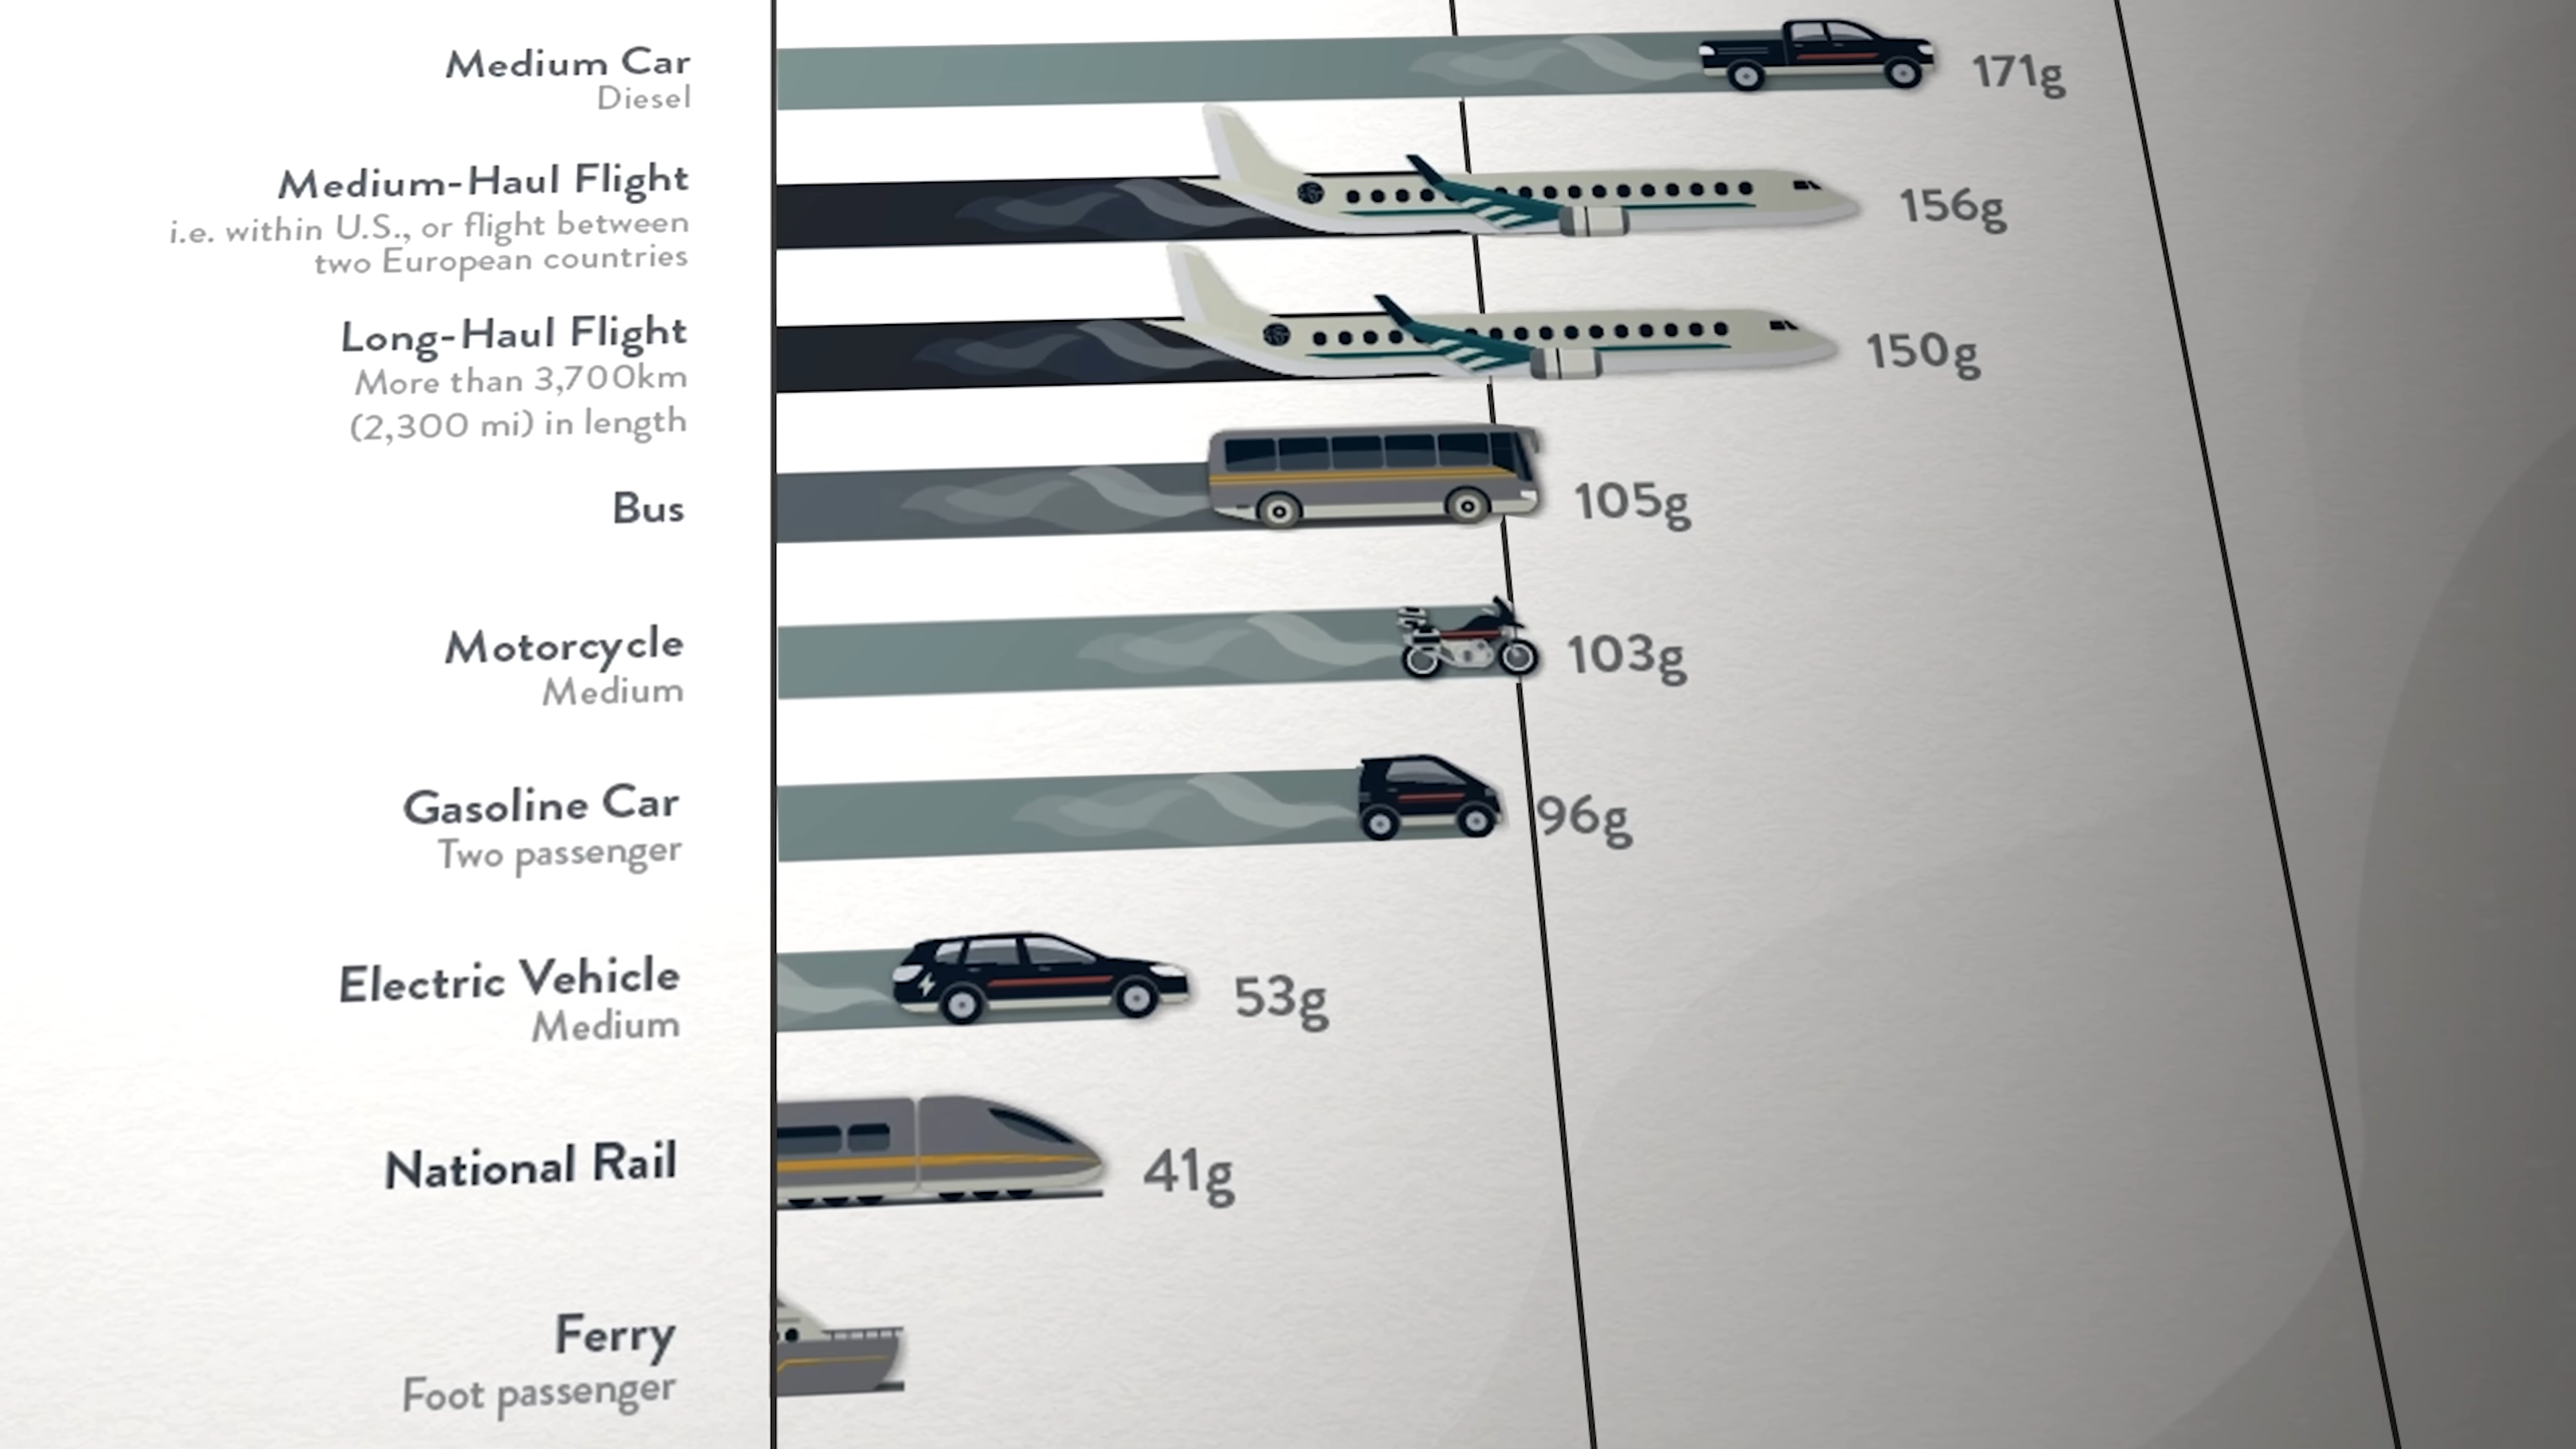 Medium Car
Diesel
171g
Medium-Haul Flight
i.e. within U.S., or flight between
two European countries
156g
Long-Haul Flight
More than 3,700km
(2,300 mi) in length
150g
Bus
105g
Motorcycle
Medium
103g
Gasoline Car
Two passenger
96g
Electric Vehicle
Medium
53g
National Rail
41g
Ferry
Foot passenger